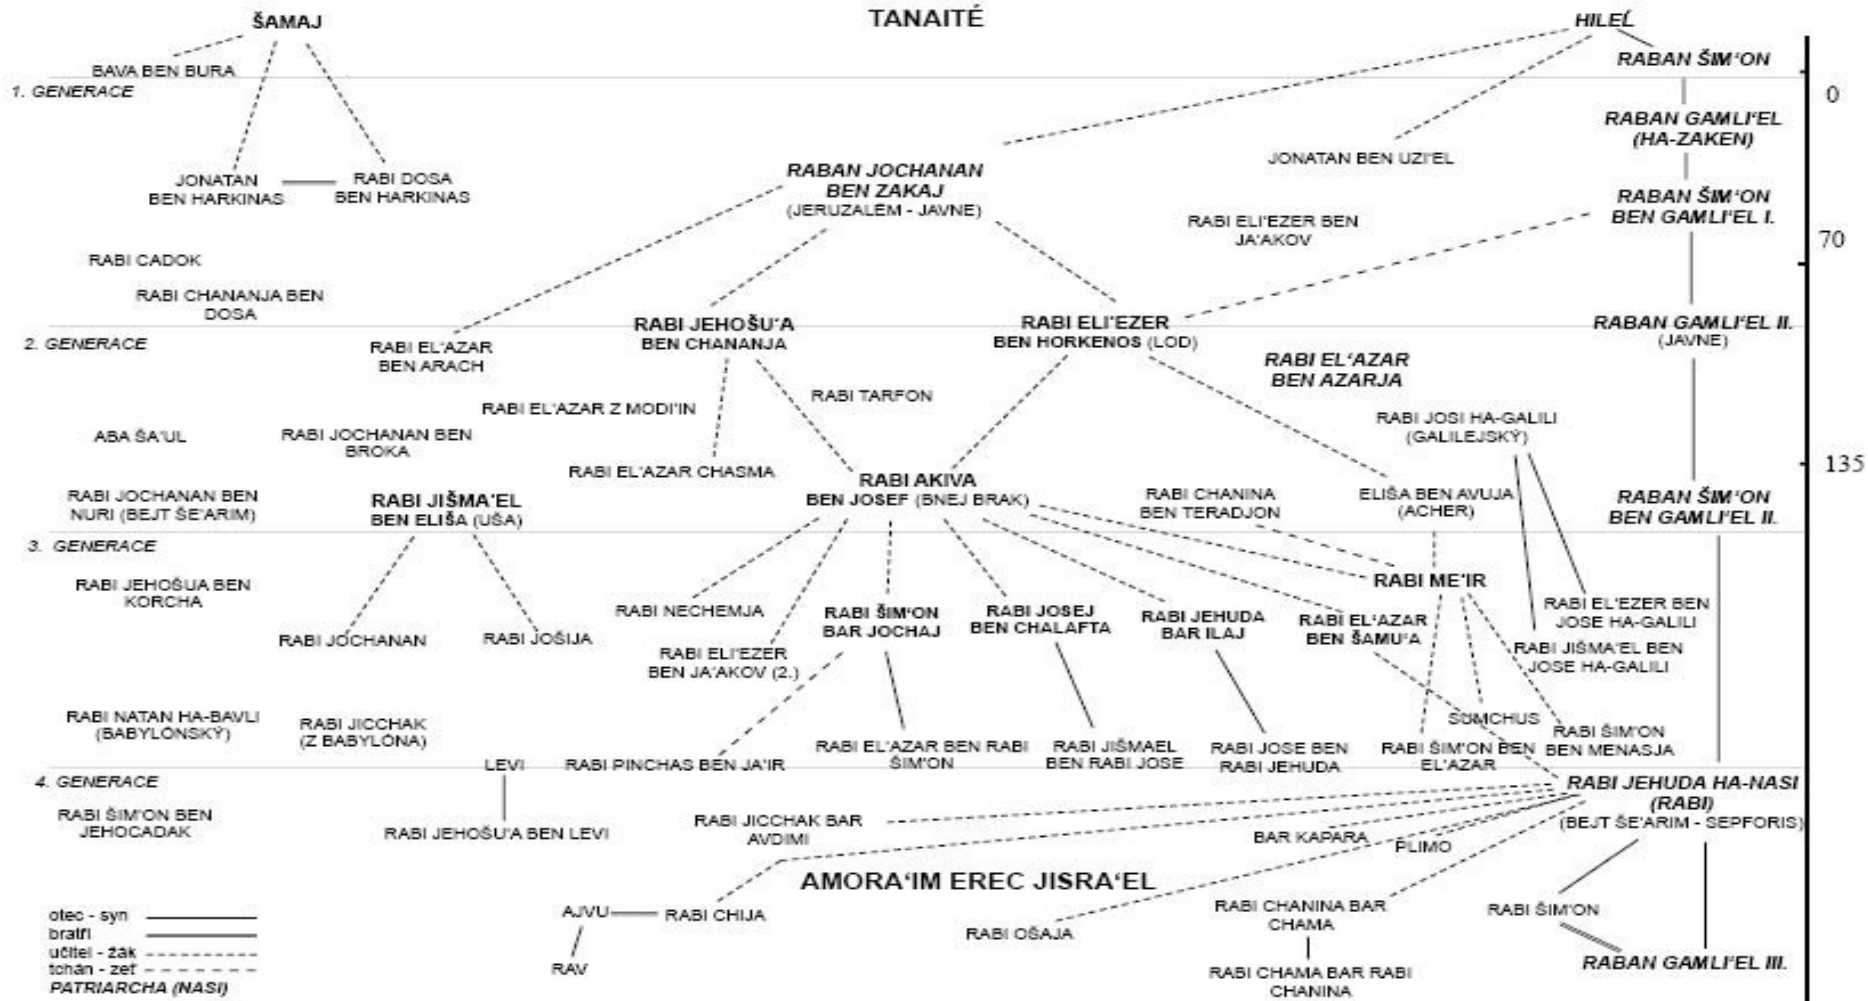 TANAITÉ
ŠAMAJ
HILEĽ
BAVA BEN BURA
RABAN ŠIM'ON
1. GENERACE
0
RABAN GAMLI'EL
(HA-ZAKEN)
JONATAN BEN UZI'EL
JONATAN
BEN HARKINAS
RABI DOSA
BEN HARKINAS
RABAN JOCHANAN
BEN ZAKAJ
(JERUZALÉM - JAVNE)
RABAN ŠIM'ON
BEN GAMLI'EL I.
RABI ELI'EZER BEN
JA'AKOV
70
RABI CADOK
RABI CHANANJA BEN
DOSA
RABI JEHOŠU'A
BEN CHANANJA
RABI ELI'EZER
BEN HORKENOS (LOD)
RABAN GAMLI'EL II.
(JAVNE)
2. GENERACE
RABI EL'AZAR
BEN ARACH
RABI EL'AZAR
BEN AZARJA
RABI TARFON
RABI EL'AZAR Z MODI'IN
RABI JOSI HA-GALILI
(GALILEJSKÝ)
ABA ŠA'UL
RABI JOCHANAN BEN
BROKA
RABI EL'AZAR CHASMA
135
RABI AKIVA
BEN JOSEF (BNEJ BRAK)
RABI JOCHANAN BEN
NURI (BEJT ŠE'ARIM)
RABI JIŠMA'EL
BEN ELIŠA (UŠA)
RABI CHANINA
BEN TERADJON
ELIŠA BEN AVUJA
(ACHER)
RABAN ŠIM'ON
BEN GAMLI'EL II.
3. GENERACE
RABI JEHOŠUA BEN
KORCHA
RABI ME'IR
RABI JOCHANAN
RABI JOŠIJA
RABI NECHEMJA
RABI ELI'EZER
BEN JA'AKOV (2.)
RABI ŠIM'ON
BAR JOCHAJ
RABI JOSEJ
BEN CHALAFTA
RABI JEHUDA
BAR ILAJ
RABI EL'AZAR
BEN ŠAMU'A
RABI EL'EZER BEN
JOSE HA-GALILI
RABI JIŠMA'EL BEN
JOSE HA-GALILI
RABI NATAN HA-BAVLI
(BABYLÓNSKÝ)
RABI JICCHAK
(Z BABYLÓNA)
LEVI
RABI PINCHAS BEN JA'IR
RABI EL'AZAR BEN RABI
ŠIM'ON
RABI JIŠMAEL
BEN RABI JOSE
RABI JOSE BEN
RABI JEHUDA
SUMCHUS
RABI ŠIM'ON BEN
EL'AZAR
RABI ŠIM'ON
BEN MENASJA
4. GENERACE
RABI JEHUDA HA-NASI
(RABI)
(BEJT ŠE'ARIM - SEPFORIS)
RABI ŠIM'ON BEN
JEHOCADAK
RABI JEHOŠU'A BEN LEVI
RABI JICCHAK BAR
AVDIMI
BAR KAPARA
PLIMO
AMORA'IM EREC JISRA'EL
AJVU
RABI CHIJA
RAV
RABI OŠAJA
RABI CHANINA BAR
CHAMA
RABI CHAMA BAR RABI
CHANINA
RABI ŠIM'ON
RABAN GAMLI'EL III.
otec - syn
bratři
učitel - žák
tchán - zeť
PATRIARCHA (NASI)